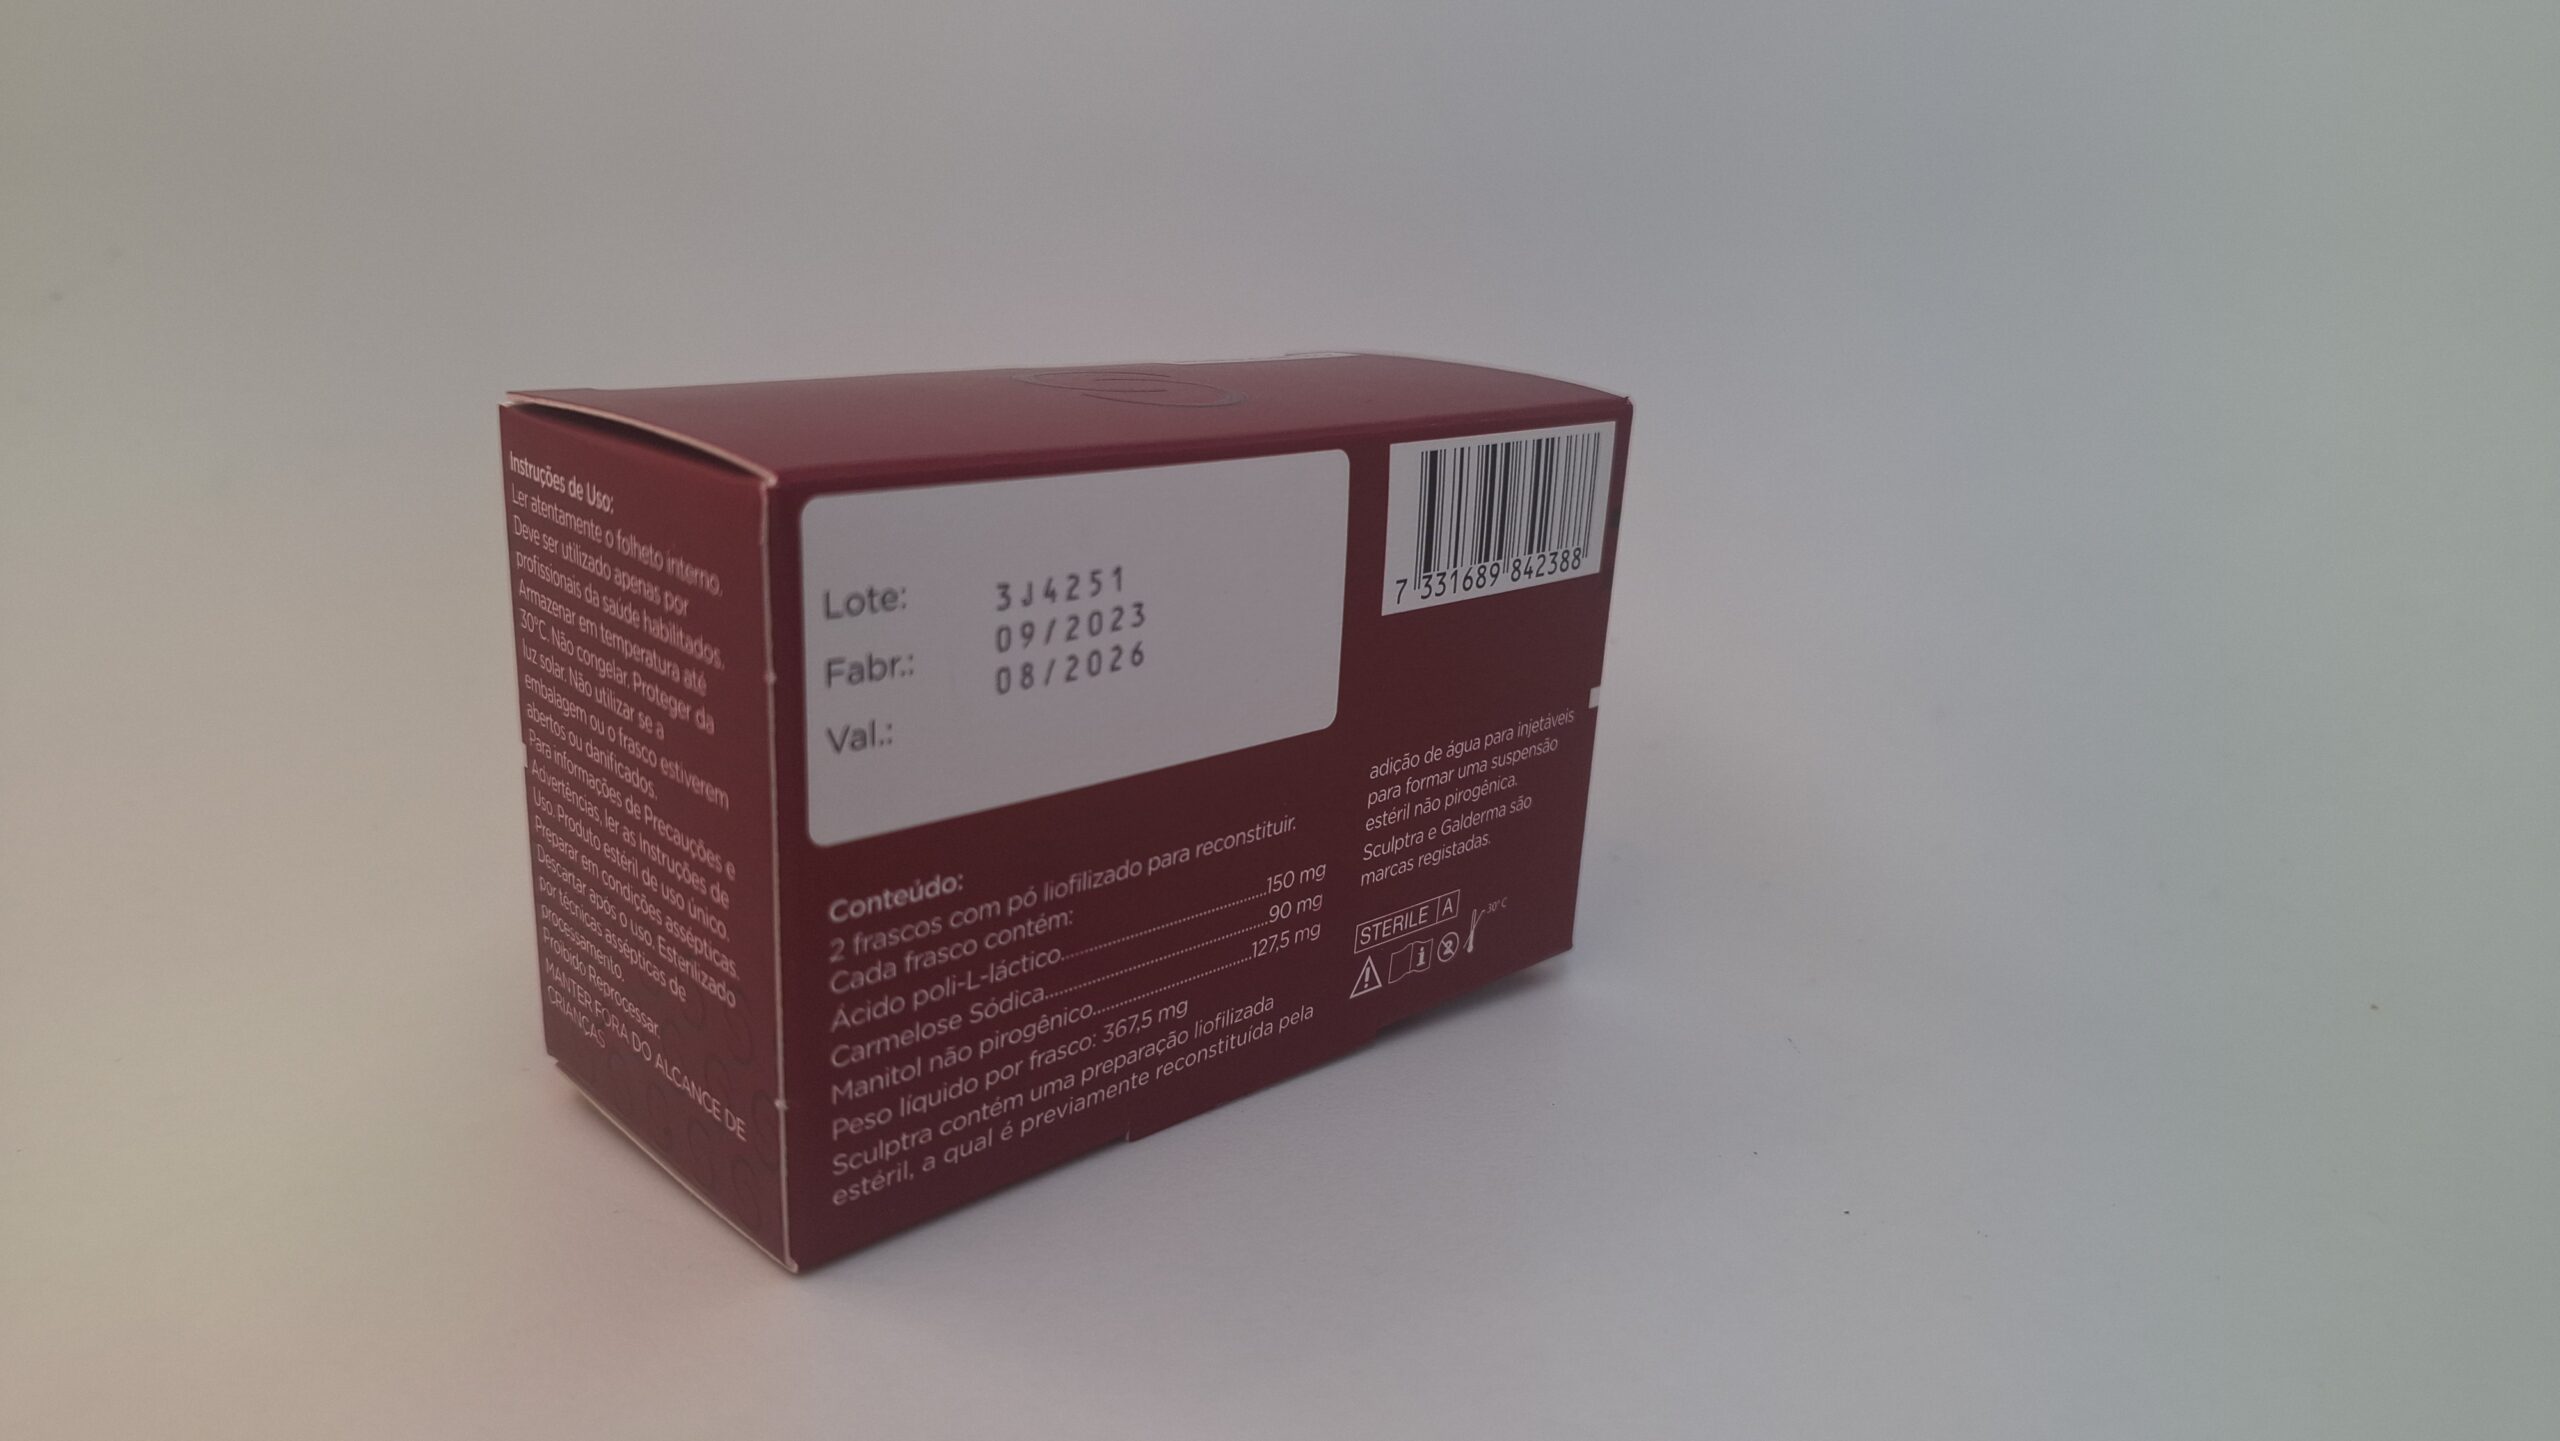 Instruções de Uso:
Ler atentamente o folheto interno.
Deve ser utilizado apenas por
profissionais da saúde habilitados.
Armazenar em temperatura até
30°C. Não congelar. Proteger da
luz solar. Não utilizar se a
embalagem ou o frasco estiverem
abertos ou danificados.
Para informações de Precauções e
Advertências, ler as Instruções de
Uso. Produto estéril de uso único.
Preparar em condições assépticas.
Descartar após o uso. Esterilizado
por técnicas assépticas de
processamento.
Proibido Reprocessar.
MANTER FORA DO ALCANCE DE
CRIANÇAS
Lote: 3J4251
Fabr.: 09/2023
Val.: 08/2026
Conteúdo:
2 frascos com pó liofilizado para reconstituir.
Cada frasco contém:
Ácido poli-L-láctico..........150 mg
Carmelose Sódica..........90 mg
Manitol não pirogênico..........127,5 mg
Peso líquido por frasco: 367,5 mg
Sculptra contém uma preparação liofilizada
estéril, a qual é previamente reconstituída pela
7 331689 842388
adição de água para injetáveis
para formar uma suspensão
estéril não pirogênica.
Sculptra e Galderma são
marcas registadas.
STERILE A
30°C